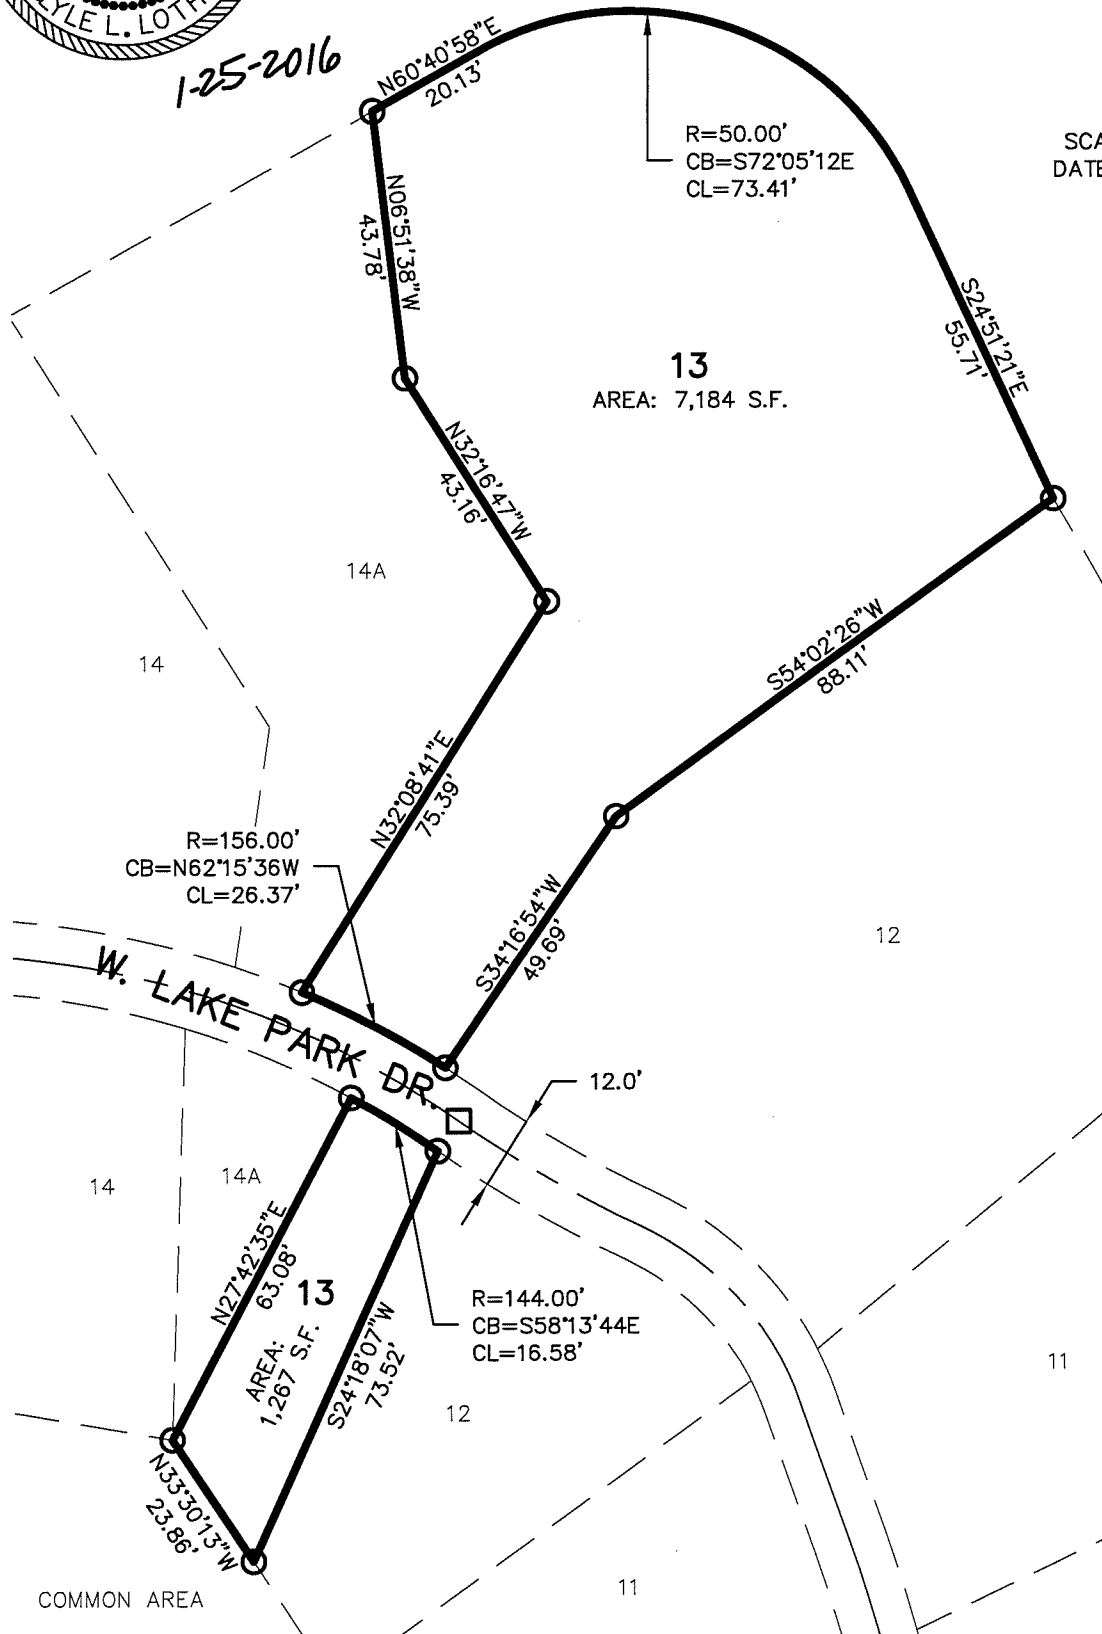 LYLE L. LOTH
1-25-2016
N60°40'58"E
20.13'
R=50.00'
CB=S72°05'12E
CL=73.41'
SCA
DATE
N06°51'38"W
43.78'
S24°51'21"E
55.71'
13
AREA: 7,184 S.F.
N32°16'47"W
43.16'
14A
14
S54°02'26"W
88.11'
N32°08'41"E
75.39'
R=156.00'
CB=N62°15'36W
CL=26.37'
S34°16'54"W
49.69'
12
W. LAKE PARK DR.
12.0'
14
14A
N27°42'35"E
63.08'
13
AREA:
1,267 S.F.
S24°18'07"W
73.52'
R=144.00'
CB=S58°13'44E
CL=16.58'
12
11
N33°30'13"W
23.86'
COMMON AREA
11